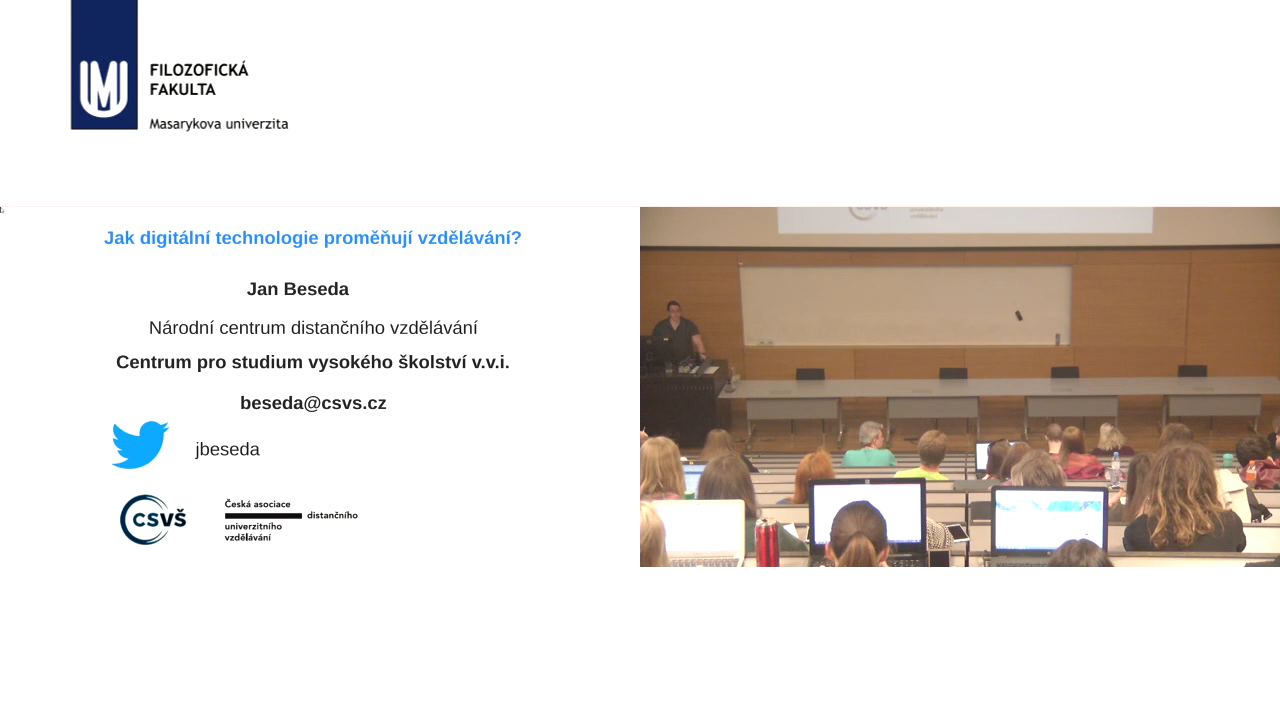 FILOZOFICKÁ
FAKULTA
Masarykova univerzita
Jak digitální technologie proměňují vzdělávání?
Jan Beseda
Národní centrum distančního vzdělávání
Centrum pro studium vysokého školství v.v.i.
beseda@csvs.cz
jbeseda
CSVŠ
Česká asociace
distančního
univerzitního
vzdělávání